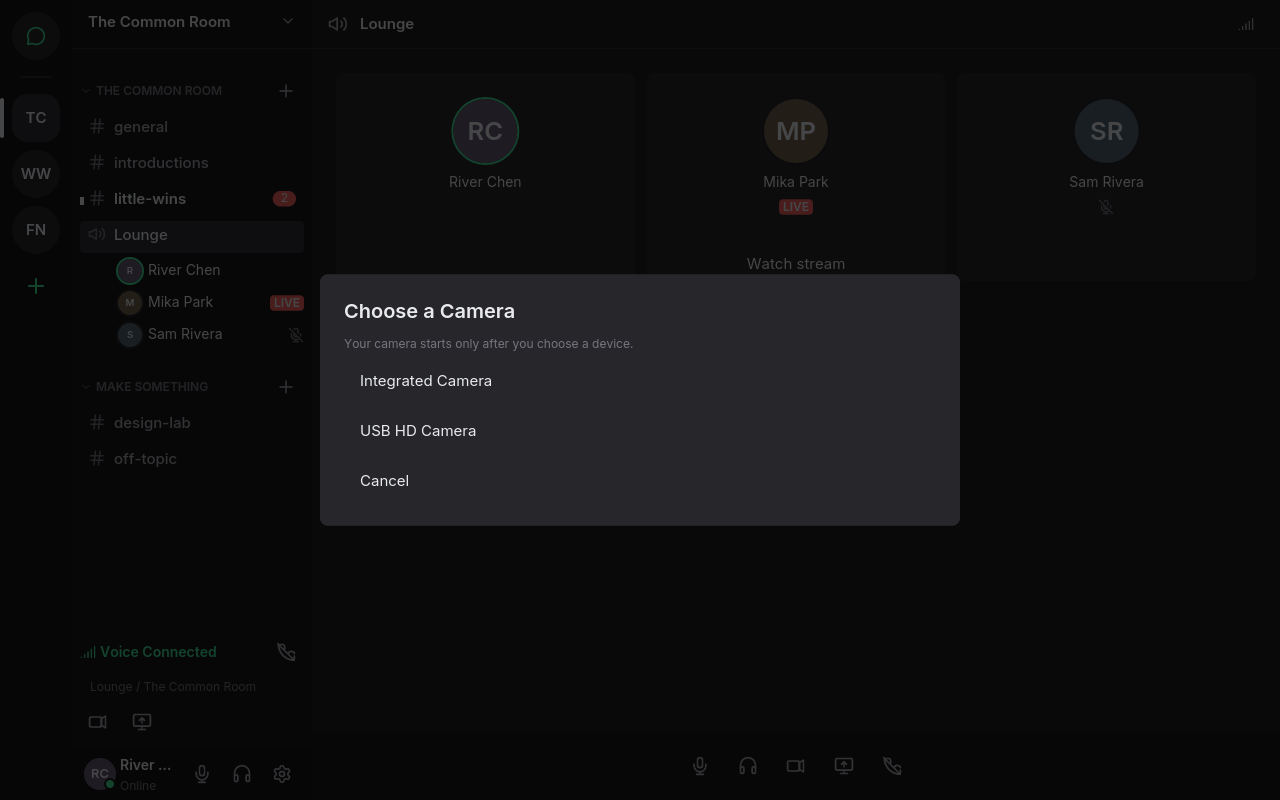 The Common Room
TC
WW
FN
THE COMMON ROOM
general
introductions
little-wins
2
Lounge
R
River Chen
M
Mika Park
LIVE
S
Sam Rivera
MAKE SOMETHING
design-lab
off-topic
Voice Connected
Lounge / The Common Room
RC
River ...
Online
Lounge
RC
River Chen
MP
Mika Park
LIVE
Watch stream
SR
Sam Rivera
Choose a Camera
Your camera starts only after you choose a device.
Integrated Camera
USB HD Camera
Cancel